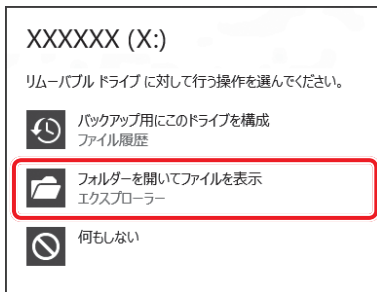 XXXXXX (X:)
リムーバブル ドライブ に対して行う操作を選んでください。
バックアップ用にこのドライブを構成
ファイル履歴
フォルダーを開いてファイルを表示
エクスプローラー
何もしない